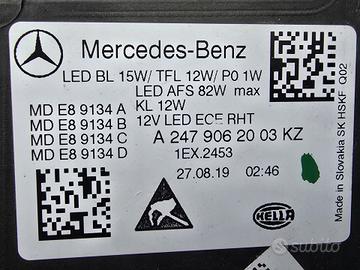 Mercedes-Benz
LED BL 15W/ TFL 12W/ P0 1W
LED AFS 82W max
KL 12W
12V LED ECE RHT
MD E8 9134 A
MD E8 9134 B
MD E8 9134 C
MD E8 9134 D
A 247 906 20 03 KZ
1EX.2453
27.08.19 02:46
HELLA
Made in Slovakia SK HSKF Q02
subito